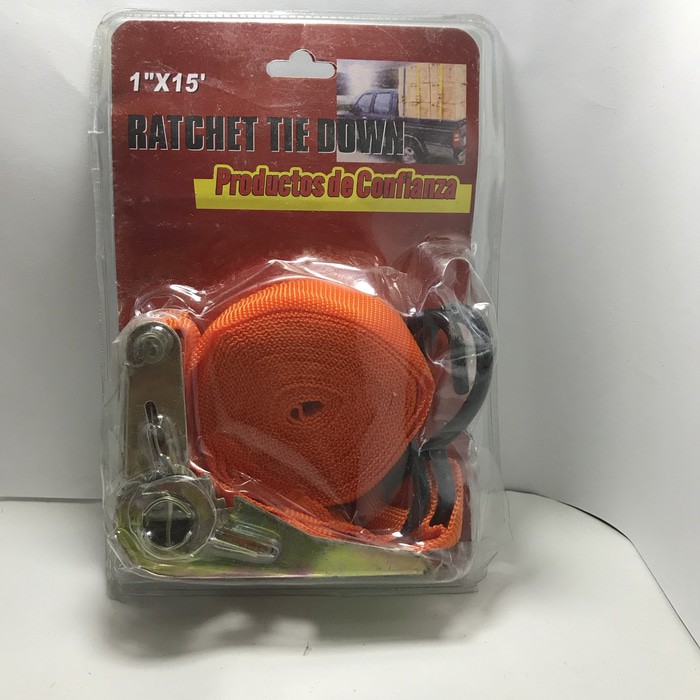 1"X15'
RATCHET TIE DOWN
Productos de Confianza